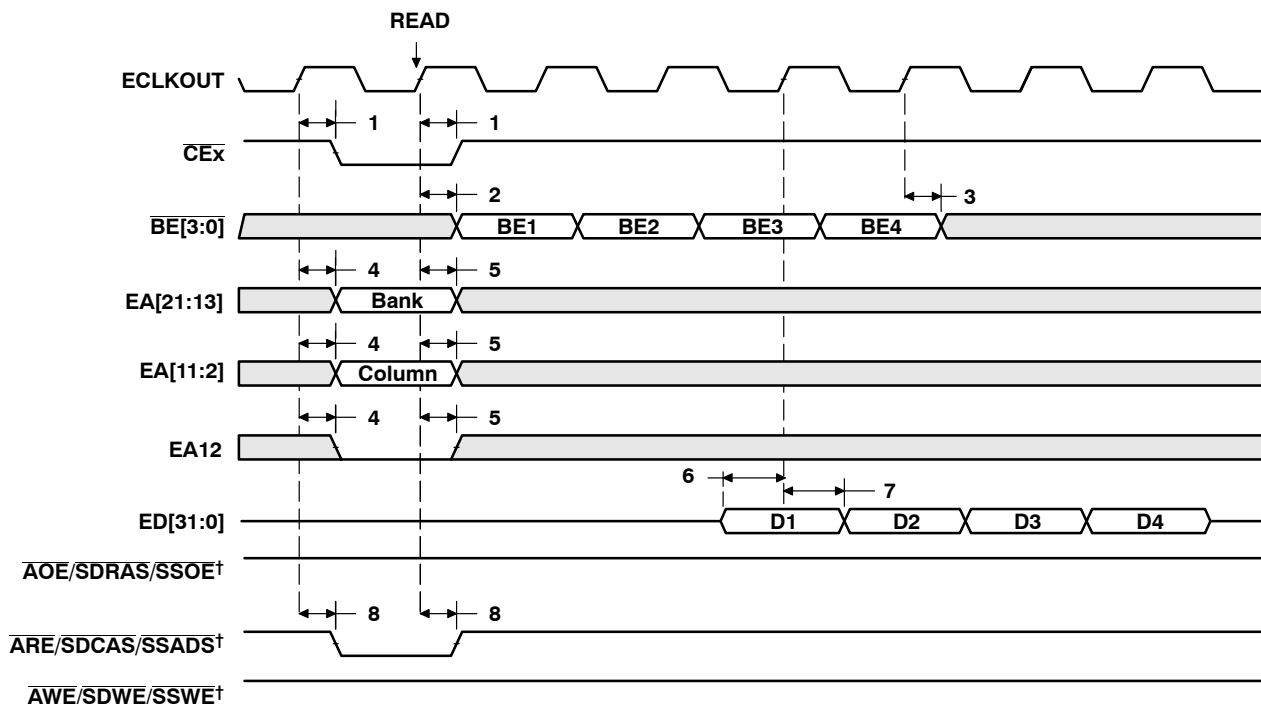 READ
ECLKOUT
1 1
CEx
2 3
BE[3:0] BE1 BE2 BE3 BE4
4 5
EA[21:13] Bank
4 5
EA[11:2] Column
4 5
EA12
6 7
ED[31:0] D1 D2 D3 D4
AOE/SDRAS/SSOE†
8 8
ARE/SDCAS/SSADS†
AWE/SDWE/SSWE†